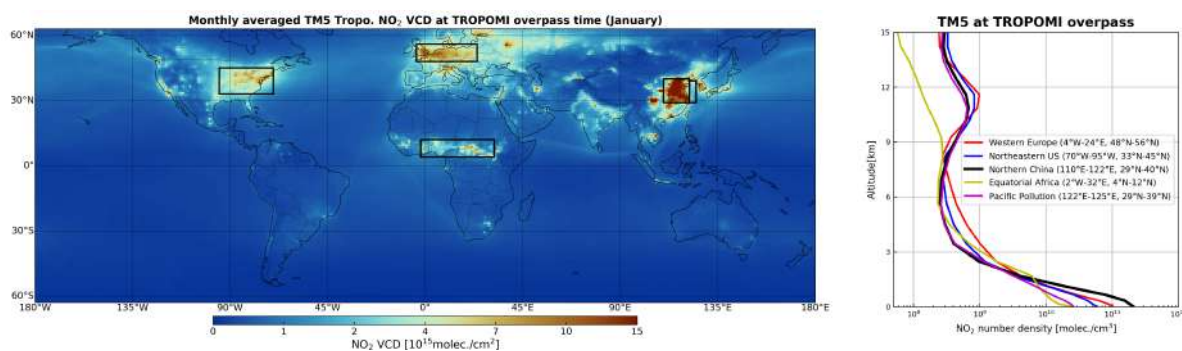 Monthly averaged TM5 Tropo. NO₂ VCD at TROPOMI overpass time (January)
60°N
30°N
0°
30°S
60°S
180°W 135°W 90°W 45°W 0° 45°E 90°E 135°E 180°E
0 1 2 4 7 10 15
NO₂ VCD [10¹⁵molec./cm²]
TM5 at TROPOMI overpass
15
12
9
6
3
0
Altitude[km]
Western Europe (4°W-24°E, 48°N-56°N)
Northeastern US (70°W-95°W, 33°N-45°N)
Northern China (110°E-122°E, 29°N-40°N)
Equatorial Africa (2°W-32°E, 4°N-12°N)
Pacific Pollution (122°E-125°E, 29°N-39°N)
10⁸ 10⁹ 10¹⁰ 10¹¹
NO₂ number density [molec./cm³]